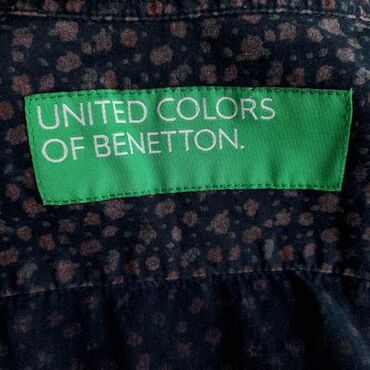 UNITED COLORS
OF BENETTON.